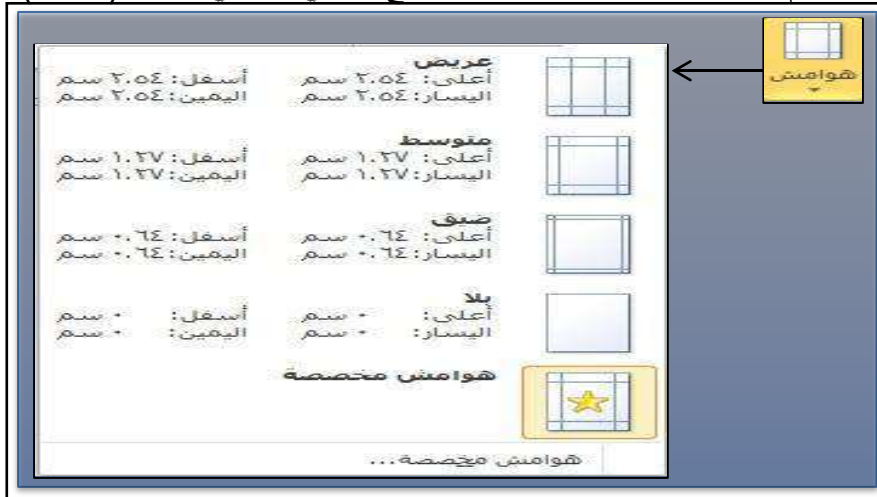 هوامش
عريض
أعلى: ٢.٥٤ سم أسفل: ٢.٥٤ سم
اليسار: ٢.٥٤ سم اليمين: ٢.٥٤ سم
متوسط
أعلى: ١.٢٧ سم أسفل: ١.٢٧ سم
اليسار: ١.٢٧ سم اليمين: ١.٢٧ سم
ضيق
أعلى: ٠.٦٤ سم أسفل: ٠.٦٤ سم
اليسار: ٠.٦٤ سم اليمين: ٠.٦٤ سم
بلا
أعلى: ٠ سم أسفل: ٠ سم
اليسار: ٠ سم اليمين: ٠ سم
هوامش مخصصة
هوامش مخصصة...